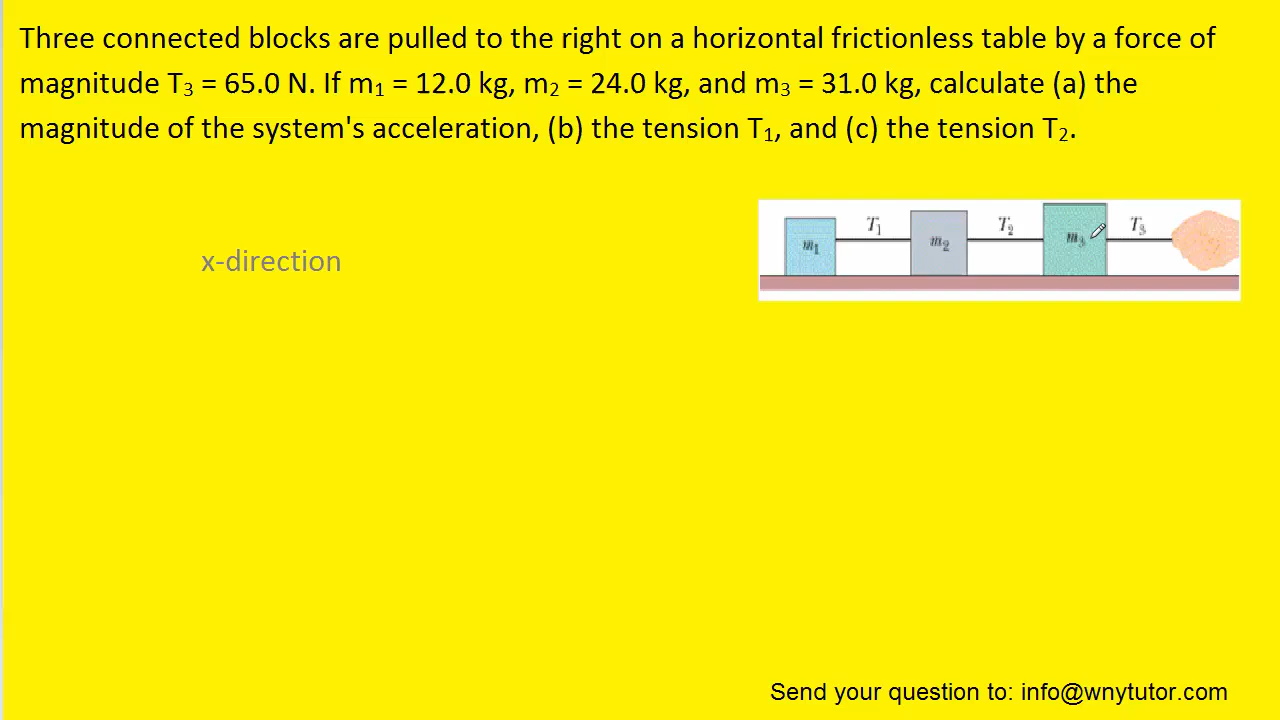 Three connected blocks are pulled to the right on a horizontal frictionless table by a force of
magnitude T₃ = 65.0 N. If m₁ = 12.0 kg, m₂ = 24.0 kg, and m₃ = 31.0 kg, calculate (a) the
magnitude of the system's acceleration, (b) the tension T₁, and (c) the tension T₂.
x-direction
m₁ T₁ m₂ T₂ m₃ T₃
Send your question to: info@wnytutor.com